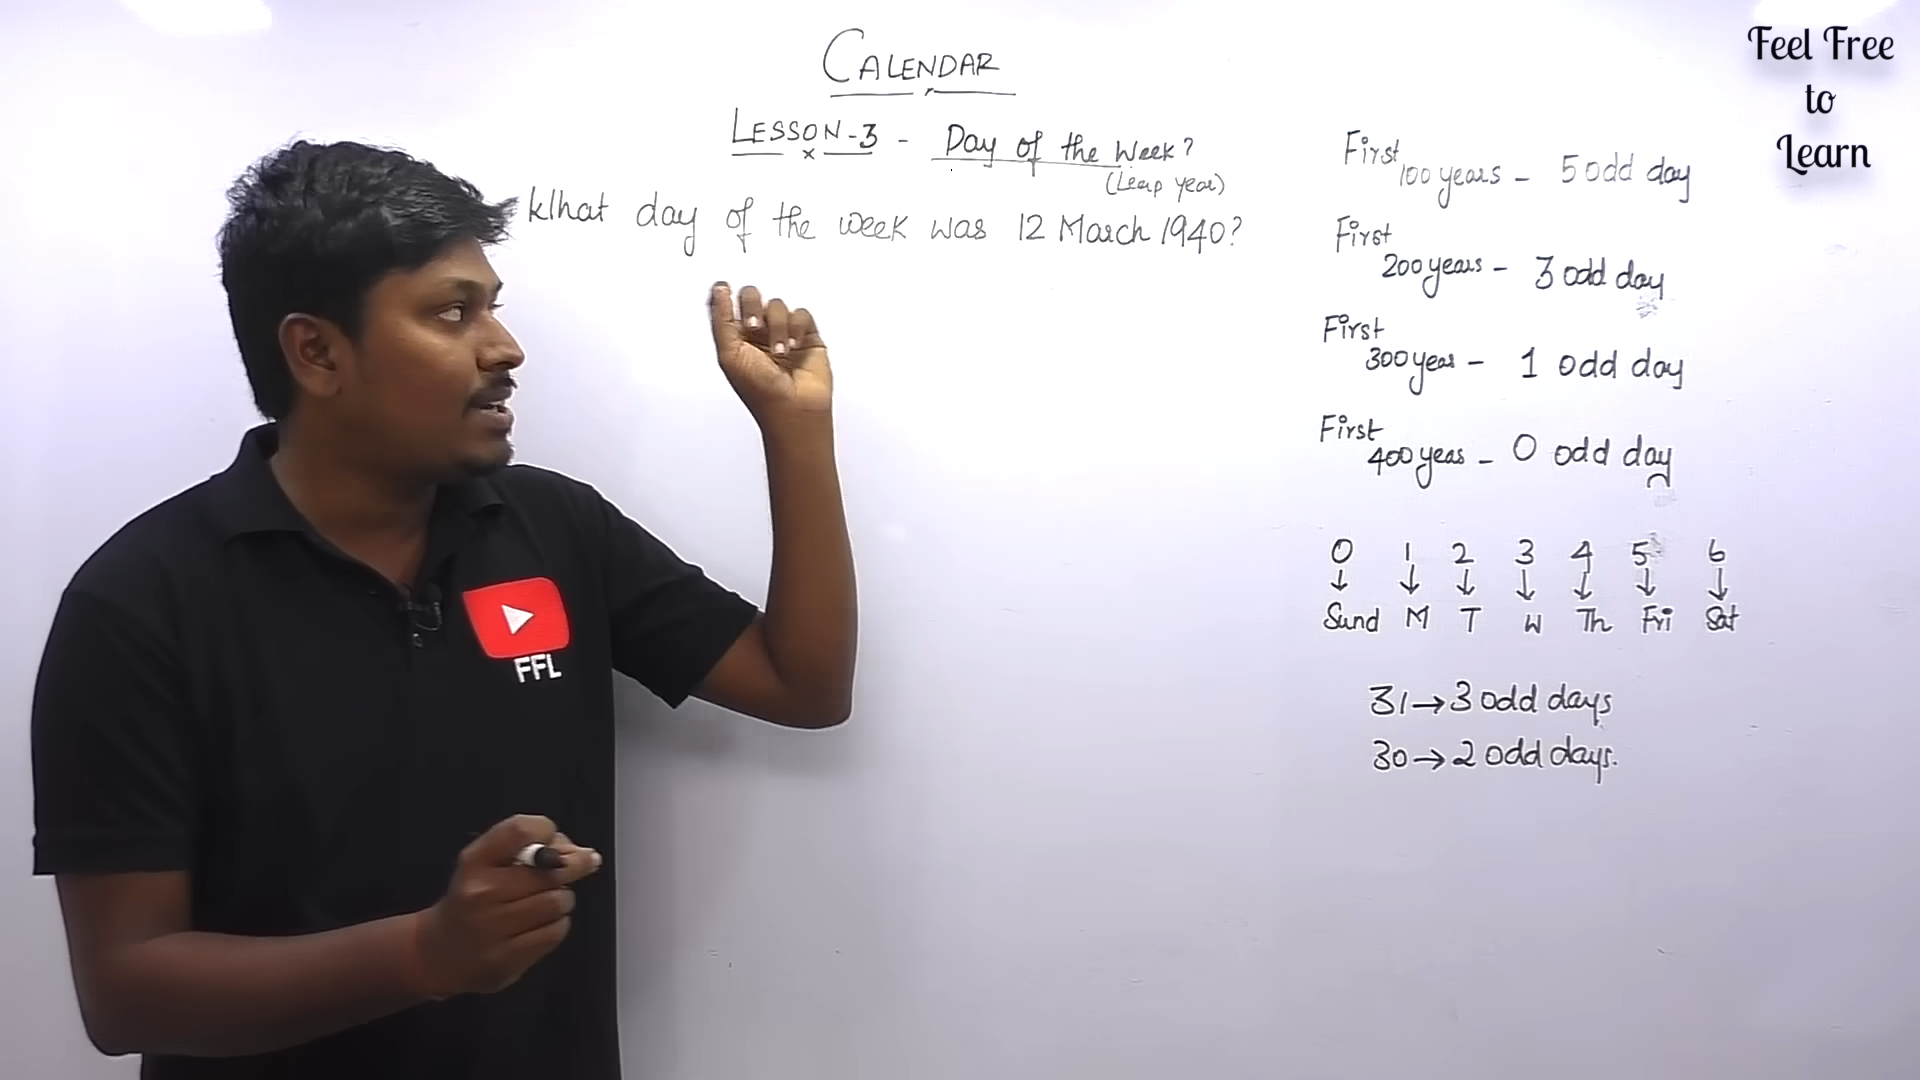 CALENDAR
LESSON-3 - Day of the Week?
(Leap year)
What day of the week was 12 March 1940?
First
100 years - 5 odd day
First
200 years - 3 odd day
First
300 year - 1 odd day
First
400 yeas - 0 odd day
0 1 2 3 4 5 6
↓ ↓ ↓ ↓ ↓ ↓ ↓
Sund M T W Th Fri Sat
31→3 odd days
30→2 odd days.
Feel Free
to
Learn
FFL